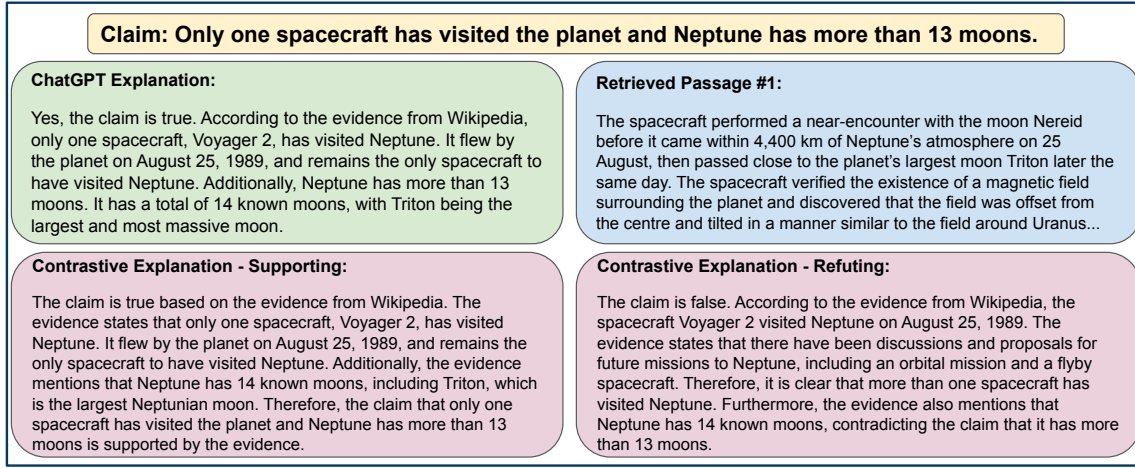 Claim: Only one spacecraft has visited the planet and Neptune has more than 13 moons.
ChatGPT Explanation:
Yes, the claim is true. According to the evidence from Wikipedia,
only one spacecraft, Voyager 2, has visited Neptune. It flew by
the planet on August 25, 1989, and remains the only spacecraft to
have visited Neptune. Additionally, Neptune has more than 13
moons. It has a total of 14 known moons, with Triton being the
largest and most massive moon.
Retrieved Passage #1:
The spacecraft performed a near-encounter with the moon Nereid
before it came within 4,400 km of Neptune's atmosphere on 25
August, then passed close to the planet's largest moon Triton later the
same day. The spacecraft verified the existence of a magnetic field
surrounding the planet and discovered that the field was offset from
the centre and tilted in a manner similar to the field around Uranus...
Contrastive Explanation - Supporting:
The claim is true based on the evidence from Wikipedia. The
evidence states that only one spacecraft, Voyager 2, has visited
Neptune. It flew by the planet on August 25, 1989, and remains the
only spacecraft to have visited Neptune. Additionally, the evidence
mentions that Neptune has 14 known moons, including Triton, which
is the largest Neptunian moon. Therefore, the claim that only one
spacecraft has visited the planet and Neptune has more than 13
moons is supported by the evidence.
Contrastive Explanation - Refuting:
The claim is false. According to the evidence from Wikipedia, the
spacecraft Voyager 2 visited Neptune on August 25, 1989. The
evidence states that there have been discussions and proposals for
future missions to Neptune, including an orbital mission and a flyby
spacecraft. Therefore, it is clear that more than one spacecraft has
visited Neptune. Furthermore, the evidence also mentions that
Neptune has 14 known moons, contradicting the claim that it has more
than 13 moons.